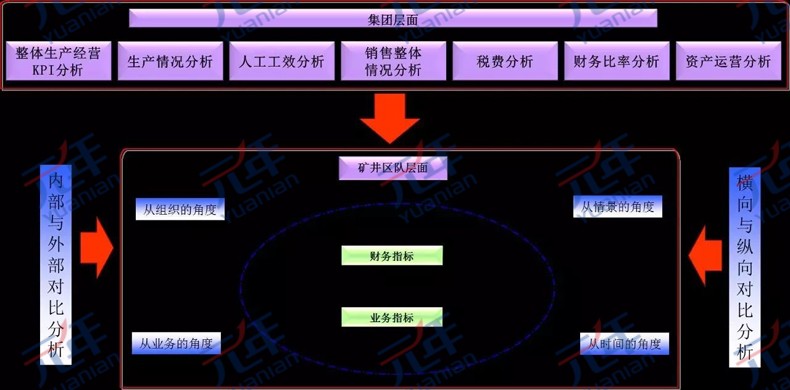 集团层面
整体生产经营
KPI分析
生产情况分析
人工工效分析
销售整体
情况分析
税费分析
财务比率分析
资产运营分析
矿井区队层面
内部与外部对比分析
从组织的角度
从情景的角度
财务指标
业务指标
从业务的角度
从时间的角度
横向与纵向对比分析
元年
Yuanian